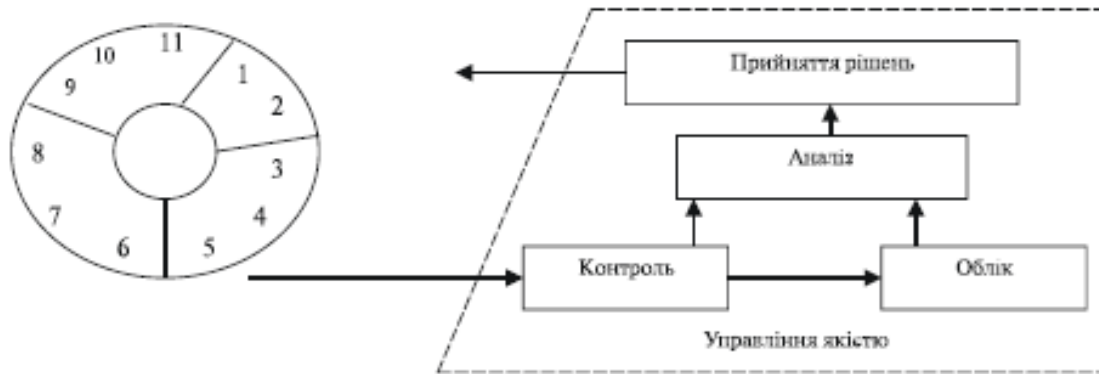 11
10
1
9
2
8
3
7
4
6
5
Прийняття рішень
Аналіз
Контроль
Облік
Управління якістю